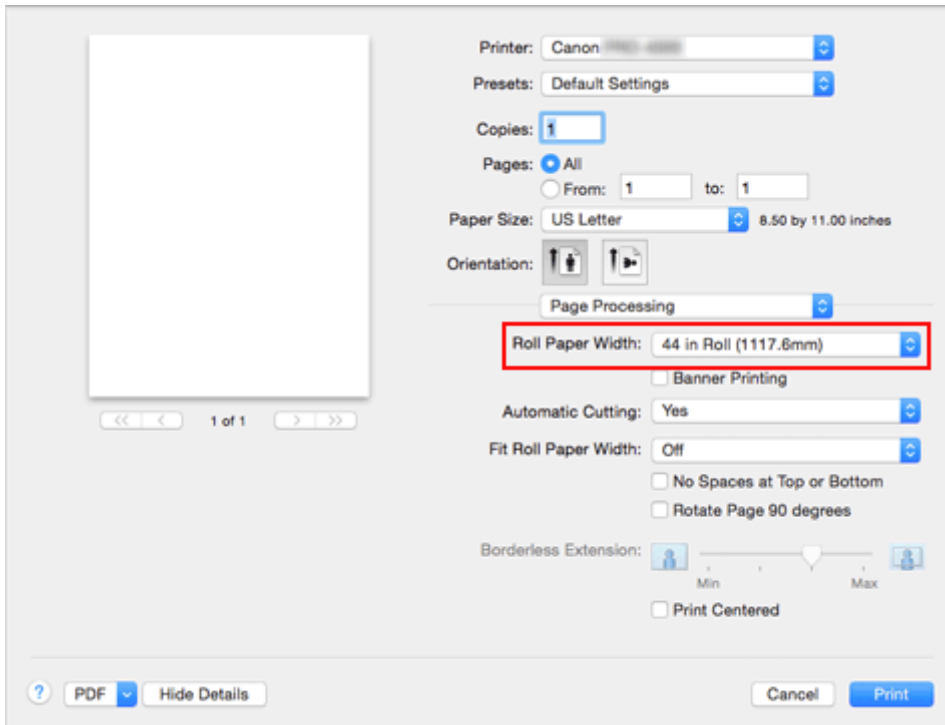 Printer: Canon
Presets: Default Settings
Copies: 1
Pages: All
From: 1 to: 1
Paper Size: US Letter 8.50 by 11.00 inches
Orientation:
Page Processing
Roll Paper Width: 44 in Roll (1117.6mm)
Banner Printing
1 of 1
Automatic Cutting: Yes
Fit Roll Paper Width: Off
No Spaces at Top or Bottom
Rotate Page 90 degrees
Borderless Extension:
Min Max
Print Centered
? PDF Hide Details Cancel Print